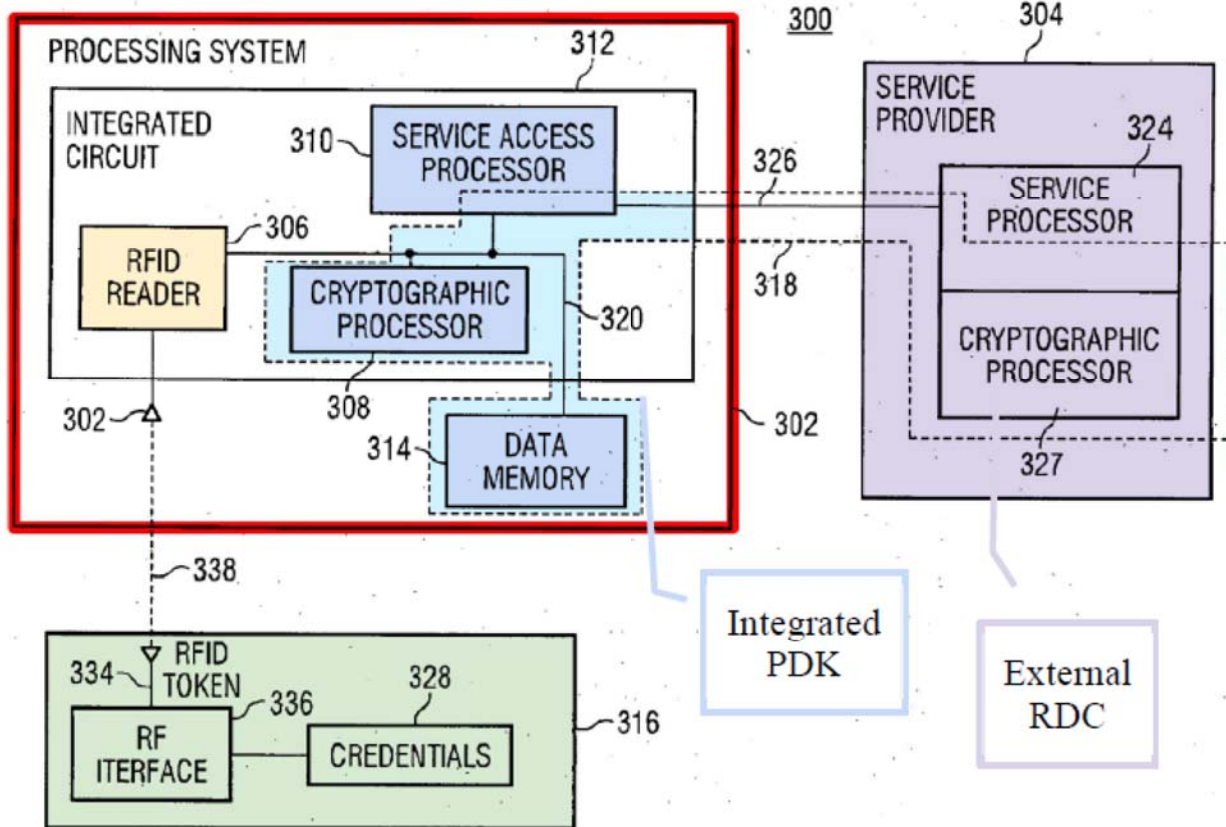 300
304
PROCESSING SYSTEM
312
INTEGRATED
CIRCUIT
310
SERVICE ACCESS
PROCESSOR
SERVICE
PROVIDER
324
326
SERVICE
PROCESSOR
306
RFID
READER
318
CRYPTOGRAPHIC
PROCESSOR
320
CRYPTOGRAPHIC
PROCESSOR
308
302
302
314
DATA
MEMORY
327
338
Integrated
PDK
External
RDC
RFID
TOKEN
334
336
328
316
RF
ITERFACE
CREDENTIALS